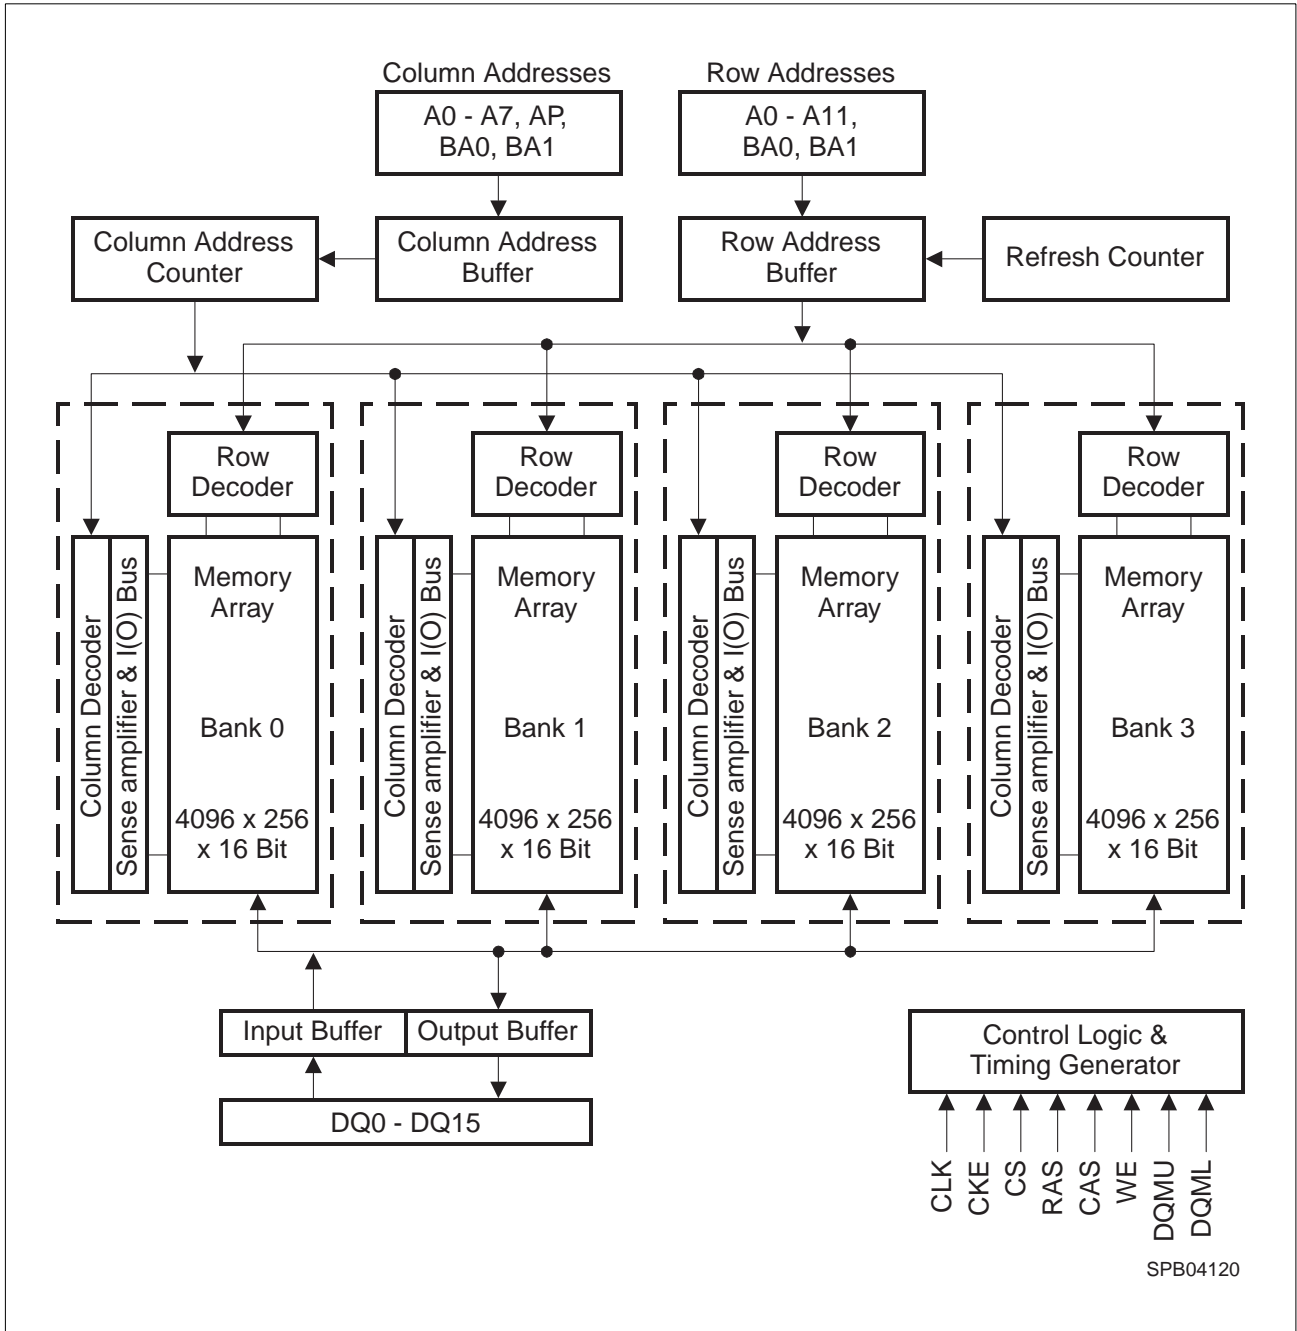 Column Addresses
Row Addresses
A0 - A7, AP,
BA0, BA1
A0 - A11,
BA0, BA1
Column Address
Counter
Column Address
Buffer
Row Address
Buffer
Refresh Counter
Row
Decoder
Row
Decoder
Row
Decoder
Row
Decoder
Column Decoder
Sense amplifier & I(O) Bus
Memory
Array
Bank 0
4096 x 256
x 16 Bit
Column Decoder
Sense amplifier & I(O) Bus
Memory
Array
Bank 1
4096 x 256
x 16 Bit
Column Decoder
Sense amplifier & I(O) Bus
Memory
Array
Bank 2
4096 x 256
x 16 Bit
Column Decoder
Sense amplifier & I(O) Bus
Memory
Array
Bank 3
4096 x 256
x 16 Bit
Input Buffer
Output Buffer
DQ0 - DQ15
Control Logic &
Timing Generator
CLK
CKE
CS
RAS
CAS
WE
DQMU
DQML
SPB04120